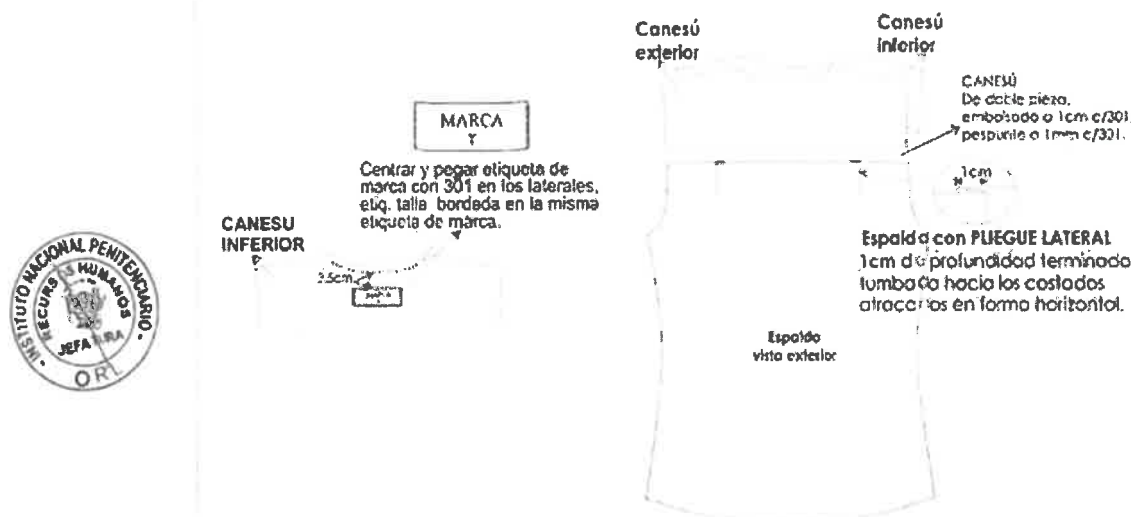 Canesú
exterior
Canesú
inferior
CANESÚ
De doble pieza,
embolsado a 1cm c/301,
pespunte a 1mm c/301.
1cm
MARCA
Centrar y pegar etiqueta de
marca con 301 en los laterales,
etiq. talla bordada en la misma
etiqueta de marca.
CANESU
INFERIOR
2.5cm
Espalda con PLIEGUE LATERAL
1cm de profundidad terminado
tumbada hacia los costados
atracados en forma horizontal.
Espalda
vista exterior
INSTITUTO NACIONAL PENITENCIARIO
RECURSOS HUMANOS
JEFATURA
ORL